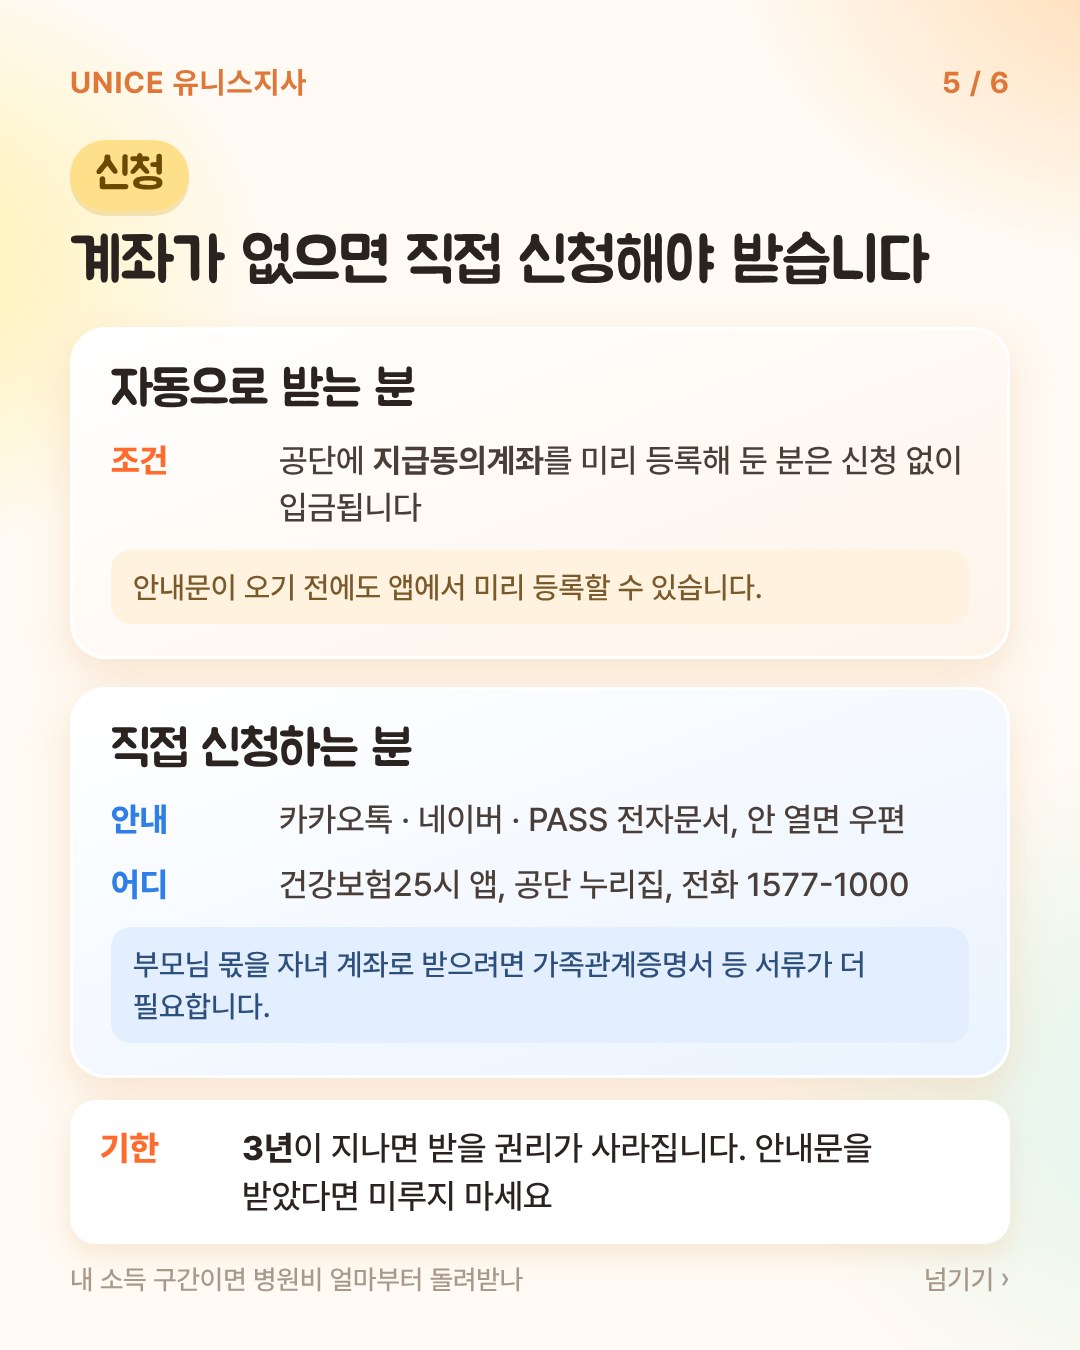 UNICE 유니스지사
5 / 6
신청
계좌가 없으면 직접 신청해야 받습니다
자동으로 받는 분
조건 공단에 지급동의계좌를 미리 등록해 둔 분은 신청 없이
입금됩니다
안내문이 오기 전에도 앱에서 미리 등록할 수 있습니다.
직접 신청하는 분
안내 카카오톡 · 네이버 · PASS 전자문서, 안 열면 우편
어디 건강보험25시 앱, 공단 누리집, 전화 1577-1000
부모님 몫을 자녀 계좌로 받으려면 가족관계증명서 등 서류가 더
필요합니다.
기한 3년이 지나면 받을 권리가 사라집니다. 안내문을
받았다면 미루지 마세요
내 소득 구간이면 병원비 얼마부터 돌려받나
넘기기 ›